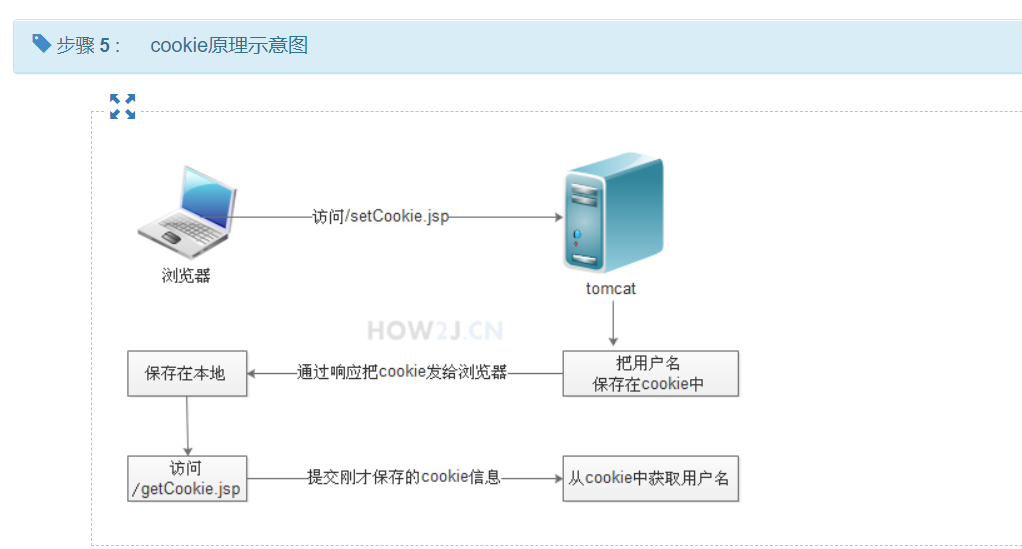 步骤 5 : cookie原理示意图
访问/setCookie.jsp
浏览器
tomcat
HOW2J.CN
把用户名
保存在cookie中
通过响应把cookie发给浏览器
保存在本地
访问
/getCookie.jsp
提交刚才保存的cookie信息
从cookie中获取用户名